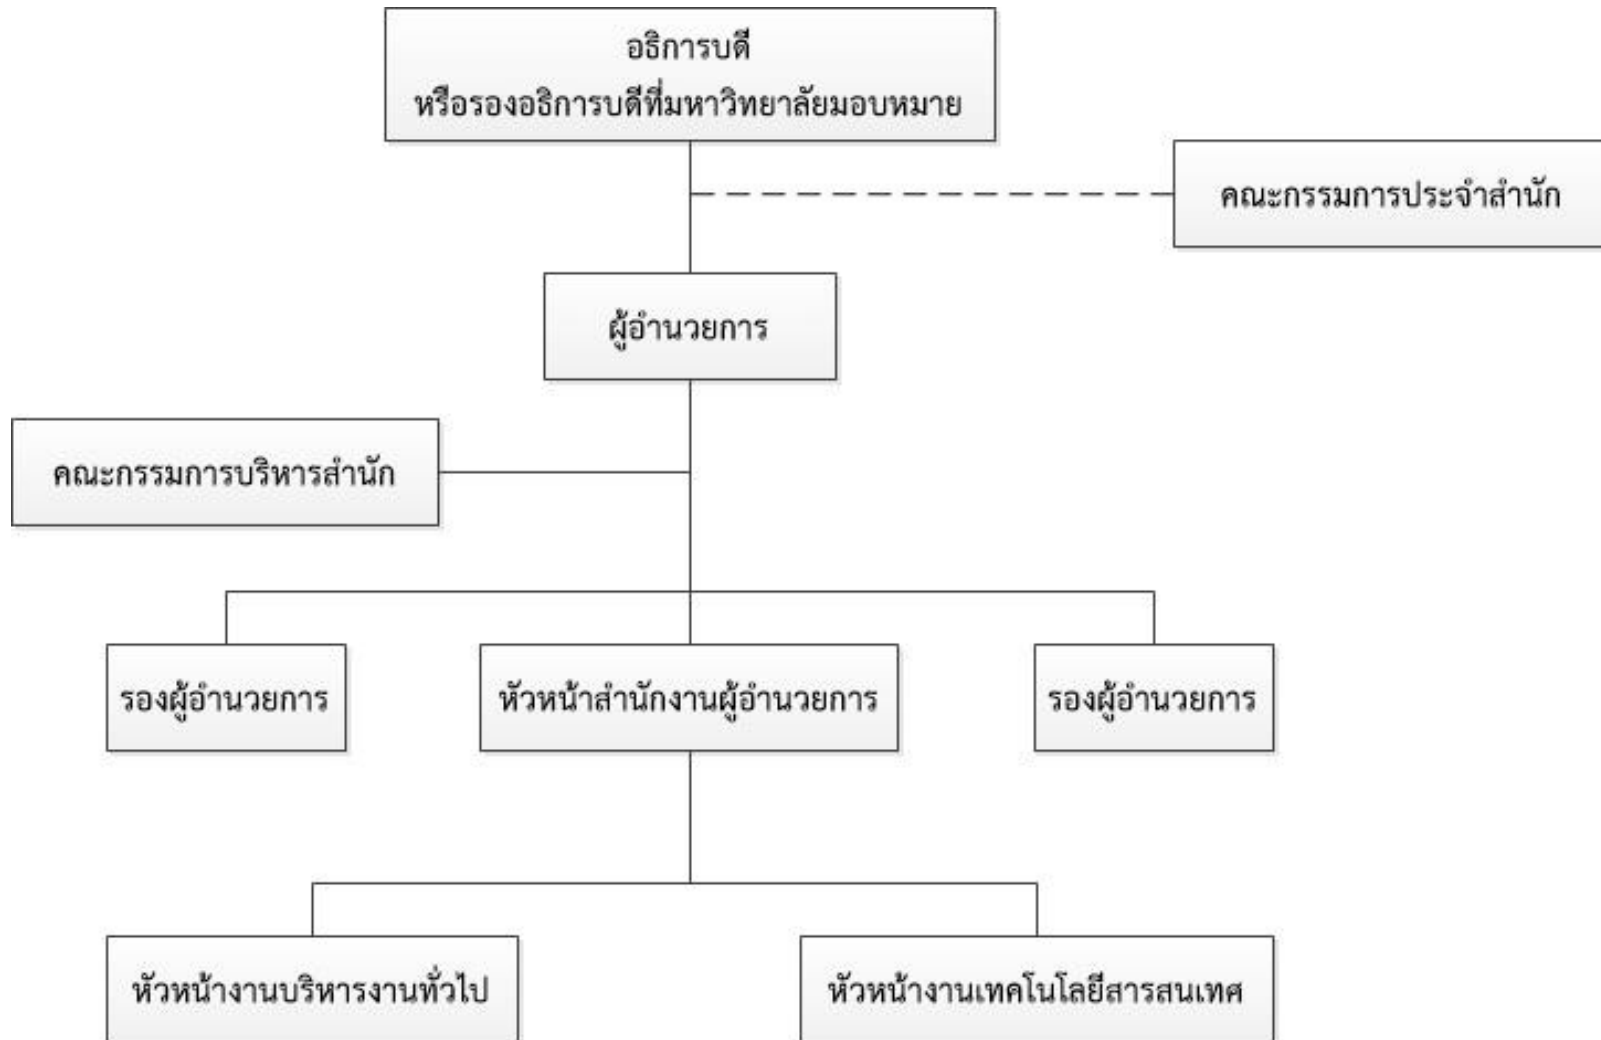 อธิการบดี
หรือรองอธิการบดีที่มหาวิทยาลัยมอบหมาย
คณะกรรมการประจำสำนัก
ผู้อำนวยการ
คณะกรรมการบริหารสำนัก
รองผู้อำนวยการ
หัวหน้าสำนักงานผู้อำนวยการ
รองผู้อำนวยการ
หัวหน้างานบริหารงานทั่วไป
หัวหน้างานเทคโนโลยีสารสนเทศ